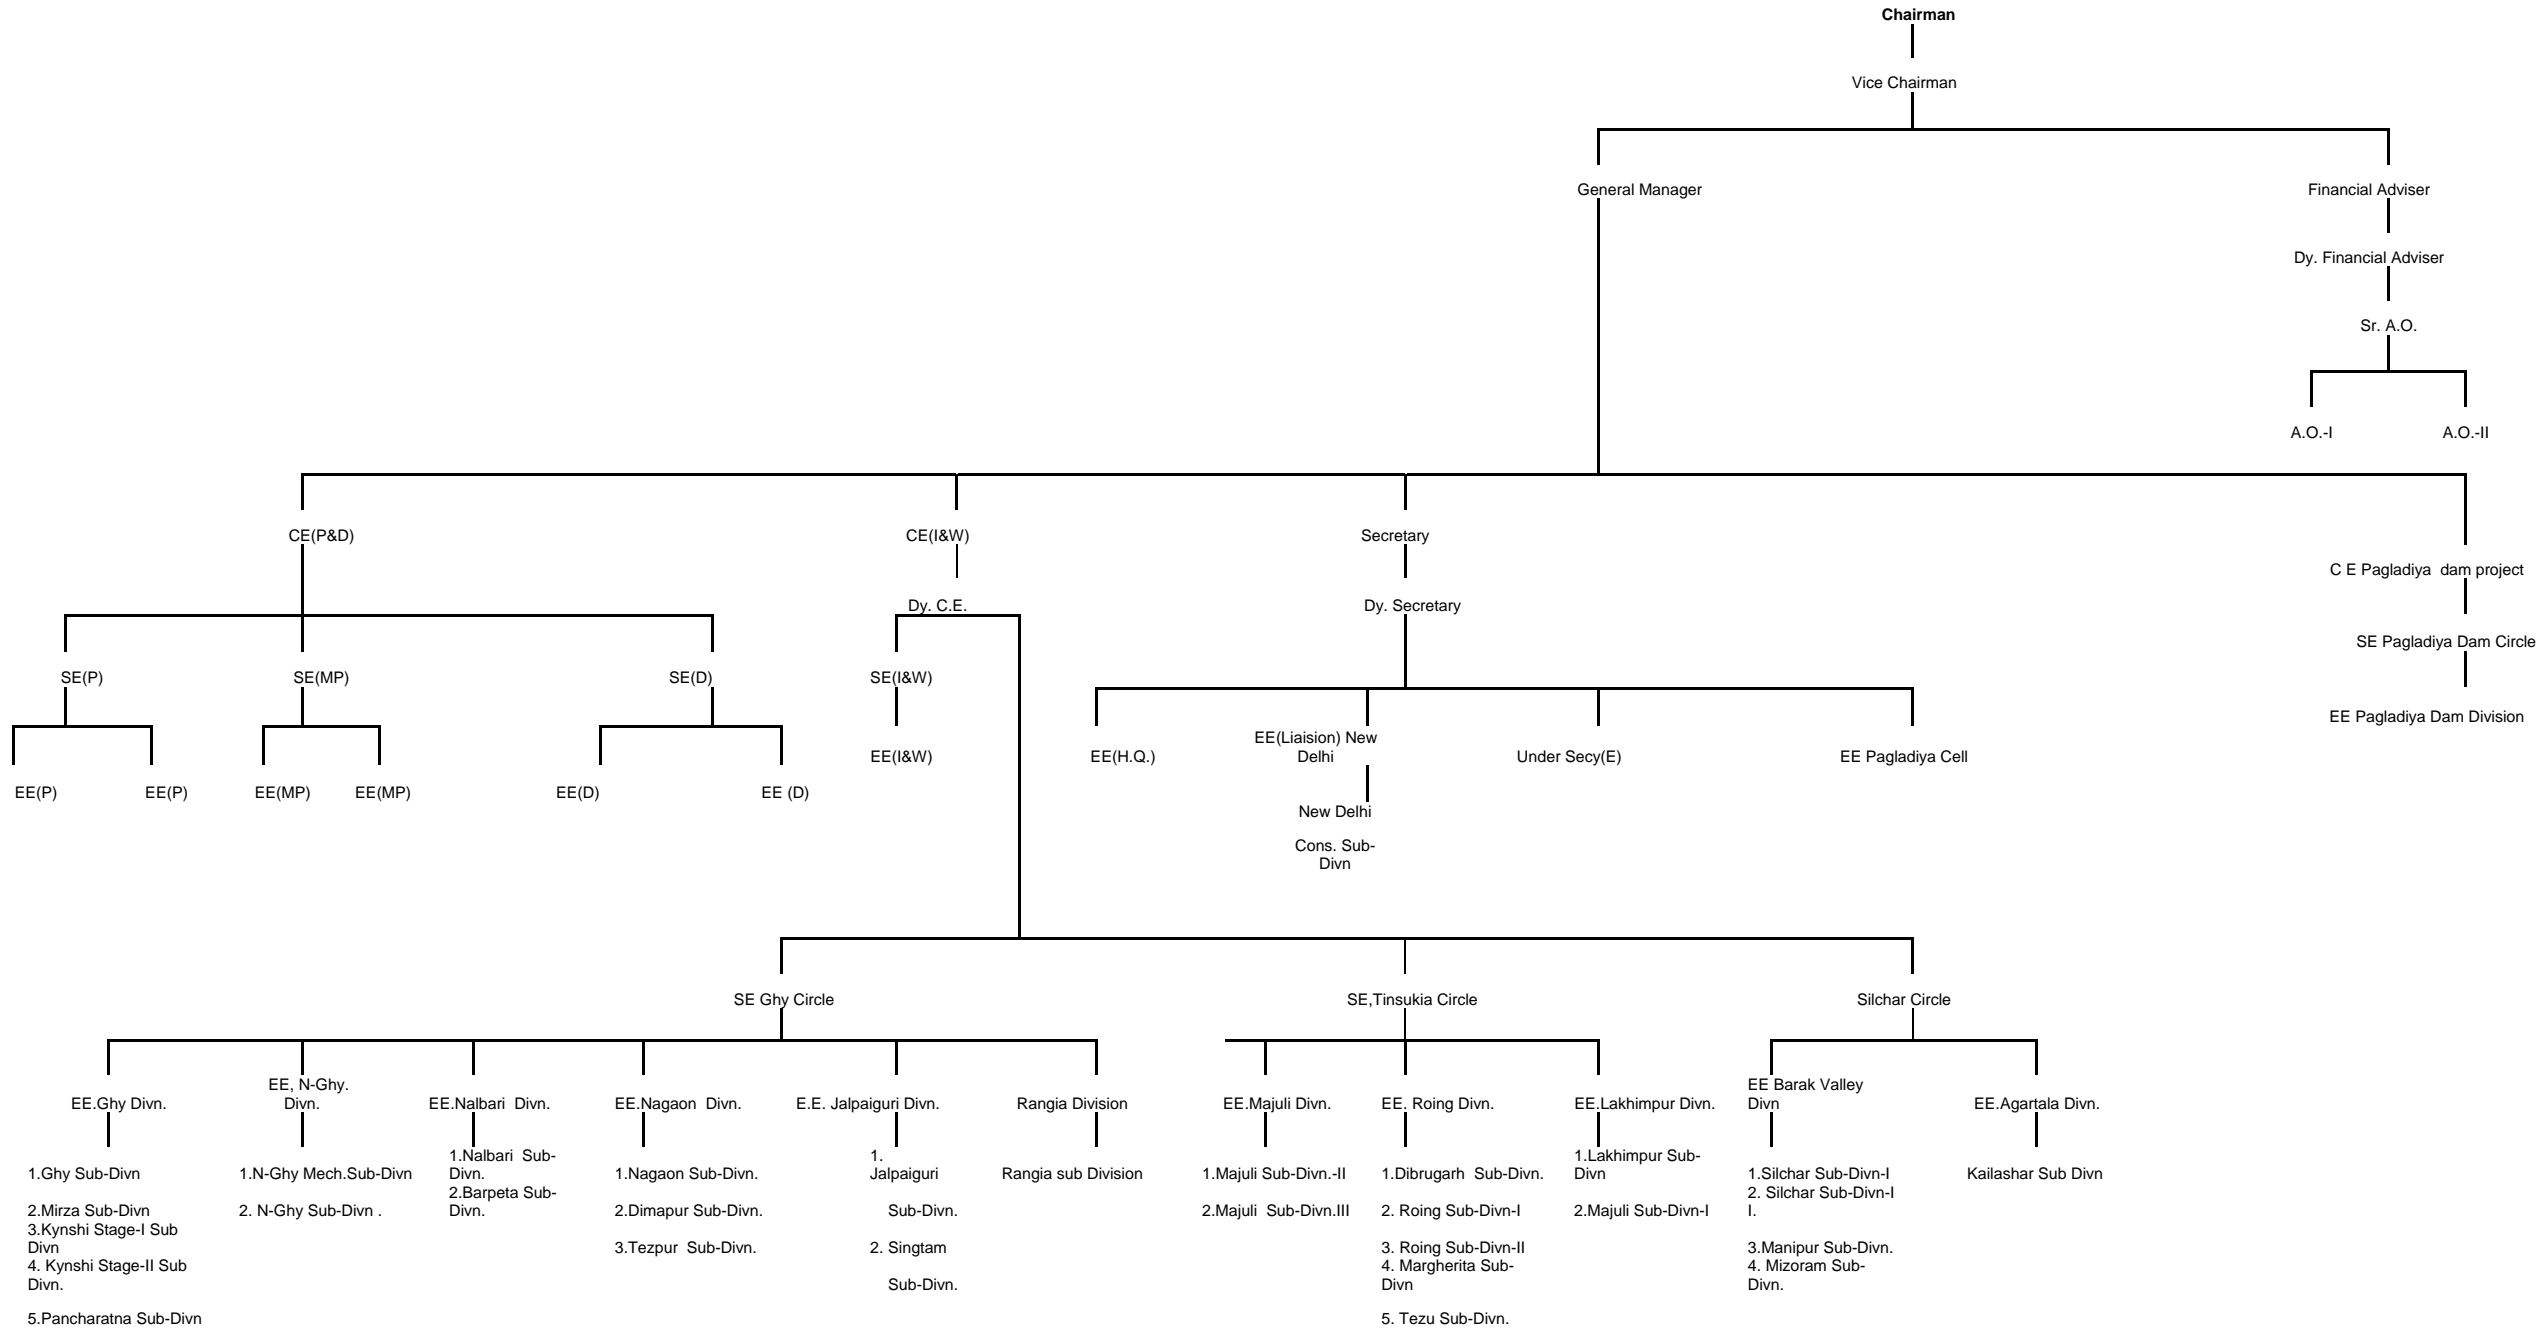 Chairman
Vice Chairman
General Manager
Financial Adviser
Dy. Financial Adviser
Sr. A.O.
A.O.-I
A.O.-II
CE(P&D)
CE(I&W)
Secretary
C E Pagladiya  dam project
Dy. C.E.
Dy. Secretary
SE Pagladiya Dam Circle
SE(P)
SE(MP)
SE(D)
SE(I&W)
EE Pagladiya Dam Division
EE(I&W)
EE(H.Q.)
EE(Liaision) New
Delhi
Under Secy(E)
EE Pagladiya Cell
EE(P)
EE(P)
EE(MP)
EE(MP)
EE(D)
EE (D)
New Delhi
Cons. Sub-
Divn
SE Ghy Circle
SE,Tinsukia Circle
Silchar Circle
EE.Ghy Divn.
EE, N-Ghy.
Divn.
EE.Nalbari  Divn.
EE.Nagaon  Divn.
E.E. Jalpaiguri Divn.
Rangia Division
EE.Majuli Divn.
EE. Roing Divn.
EE.Lakhimpur Divn.
EE Barak Valley
Divn
EE.Agartala Divn.
1.Ghy Sub-Divn
2.Mirza Sub-Divn
3.Kynshi Stage-I Sub
Divn
4. Kynshi Stage-II Sub
Divn.
5.Pancharatna Sub-Divn
1.N-Ghy Mech.Sub-Divn
2. N-Ghy Sub-Divn .
1.Nalbari  Sub-
Divn.
2.Barpeta Sub-
Divn.
1.Nagaon Sub-Divn.
2.Dimapur Sub-Divn.
3.Tezpur  Sub-Divn.
1.
Jalpaiguri
Sub-Divn.
2. Singtam
Sub-Divn.
Rangia sub Division
1.Majuli Sub-Divn.-II
2.Majuli  Sub-Divn.III
1.Dibrugarh  Sub-Divn.
2. Roing Sub-Divn-I
3. Roing Sub-Divn-II
4. Margherita Sub-
Divn
5. Tezu Sub-Divn.
1.Lakhimpur Sub-
Divn
2.Majuli Sub-Divn-I
1.Silchar Sub-Divn-I
2. Silchar Sub-Divn-I
I.
3.Manipur Sub-Divn.
4. Mizoram Sub-
Divn.
Kailashar Sub Divn